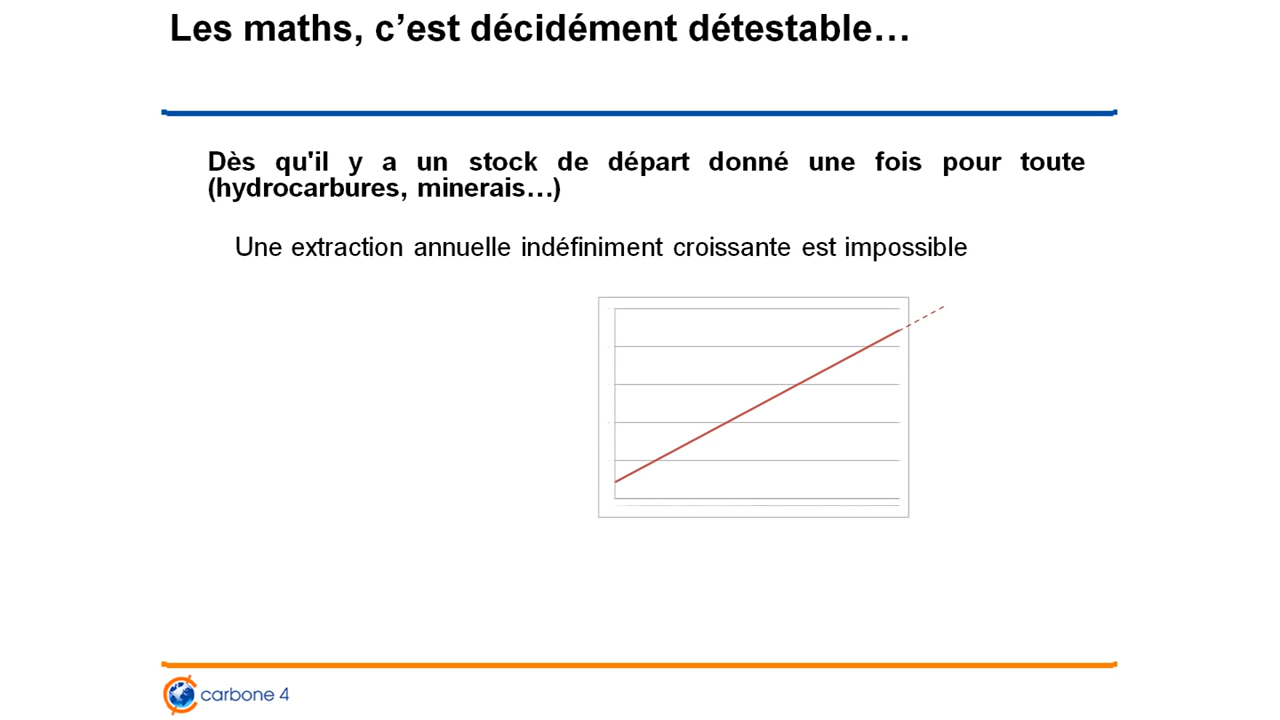 Les maths, c’est décidément détestable…
Dès qu'il y a un stock de départ donné une fois pour toute
(hydrocarbures, minerais…)
Une extraction annuelle indéfiniment croissante est impossible
carbone 4